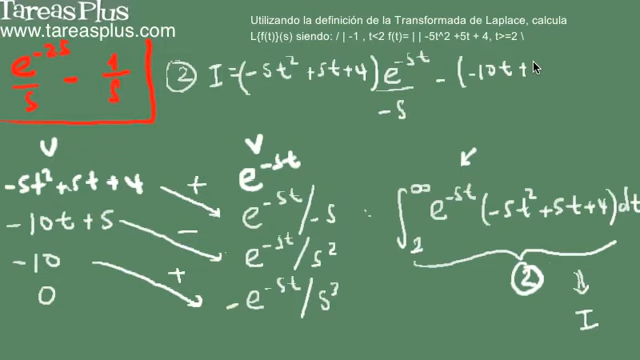 TareasPlus
www.tareasplus.com
Utilizando la definición de la Transformada de Laplace, calcula
L{f(t)}(s) siendo: / | -1 , t<2 f(t)= | | -5t^2 +5t + 4, t>=2 \
e^{-2s}/s - 1/s
② I = (-5t² + 5t + 4) e^{-st}/-s - (-10t +
v
v
-5t² + 5t + 4 + e^{-st}
-10t + 5 - e^{-st}/-s
-10 + e^{-st}/s²
0 -e^{-st}/s³
∫₂^∞ e^{-st} (-5t² + 5t + 4) dt
②
I